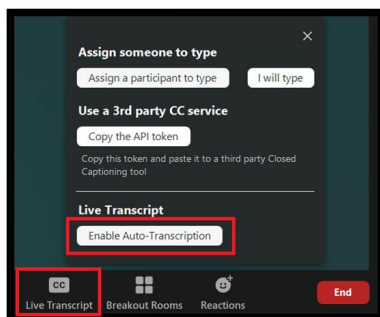 Assign someone to type
Assign a participant to type
I will type
Use a 3rd party CC service
Copy the API token
Copy this token and paste it to a third party Closed
Captioning tool
Live Transcript
Enable Auto-Transcription
CC
Live Transcript
Breakout Rooms
Reactions
End